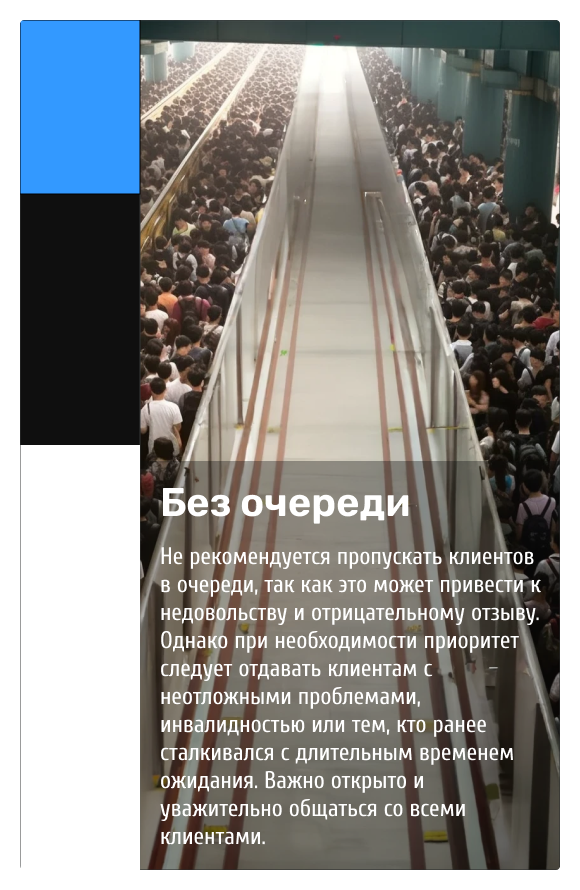 Без очереди
Не рекомендуется пропускать клиентов
в очереди, так как это может привести к
недовольству и отрицательному отзыву.
Однако при необходимости приоритет
следует отдавать клиентам с
неотложными проблемами,
инвалидностью или тем, кто ранее
сталкивался с длительным временем
ожидания. Важно открыто и
уважительно общаться со всеми
клиентами.